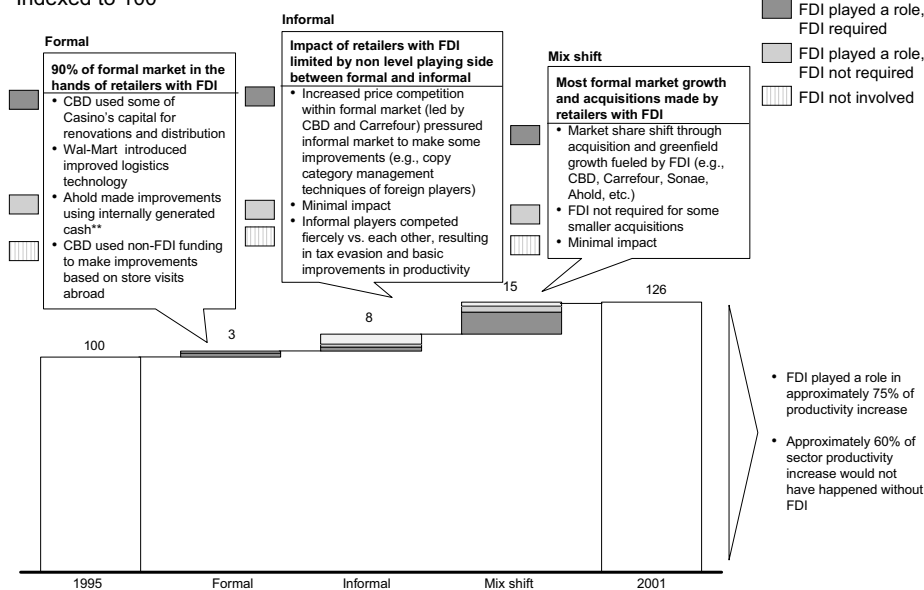 Indexed to 100
FDI played a role,
FDI required
FDI played a role,
FDI not required
FDI not involved
Formal
90% of formal market in the
hands of retailers with FDI
• CBD used some of
Casino's capital for
renovations and distribution
• Wal-Mart introduced
improved logistics
technology
• Ahold made improvements
using internally generated
cash**
• CBD used non-FDI funding
to make improvements
based on store visits
abroad
Informal
Impact of retailers with FDI
limited by non level playing side
between formal and informal
• Increased price competition
within formal market (led by
CBD and Carrefour) pressured
informal market to make some
improvements (e.g., copy
category management
techniques of foreign players)
• Minimal impact
• Informal players competed
fiercely vs. each other, resulting
in tax evasion and basic
improvements in productivity
Mix shift
Most formal market growth
and acquisitions made by
retailers with FDI
• Market share shift through
acquisition and greenfield
growth fueled by FDI (e.g.,
CBD, Carrefour, Sonae,
Ahold, etc.)
• FDI not required for some
smaller acquisitions
• Minimal impact
100
3
8
15
126
• FDI played a role in
approximately 75% of
productivity increase
• Approximately 60% of
sector productivity
increase would not
have happened without
FDI
1995
Formal
Informal
Mix shift
2001